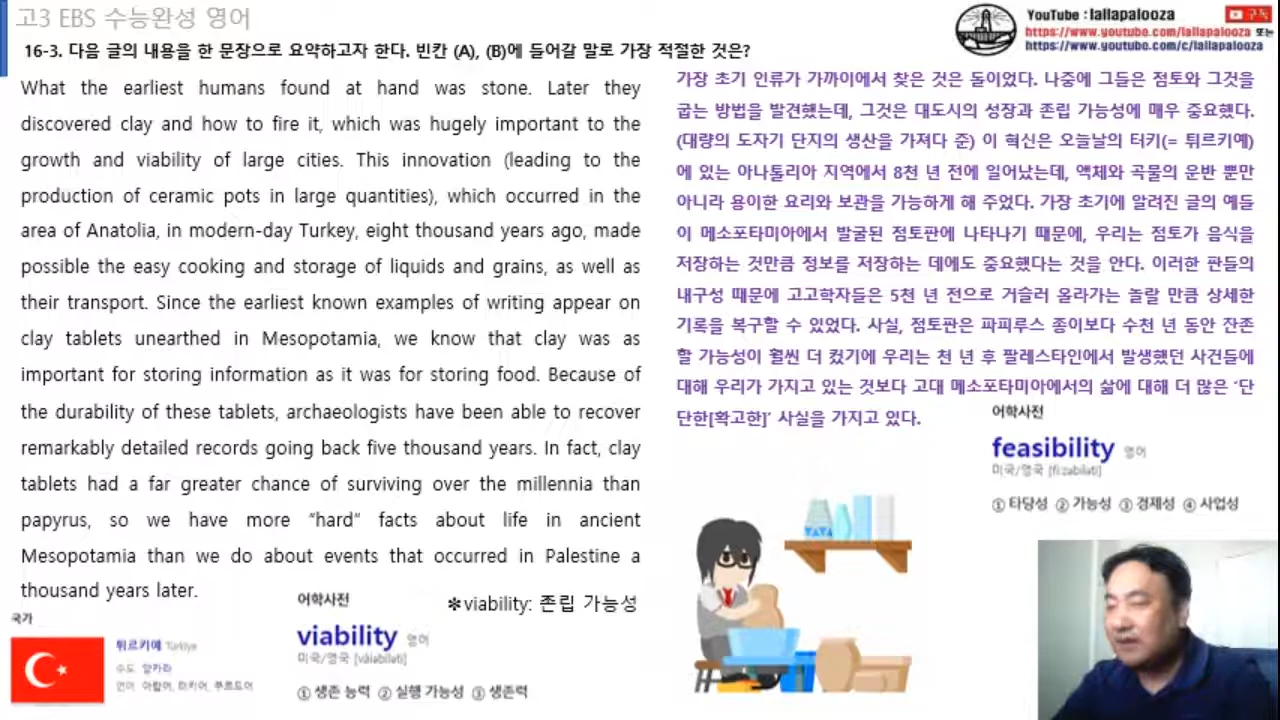 고3 EBS 수능완성 영어
YouTube : lallapalooza
구독
https://www.youtube.com/lallapalooza 또는
https://www.youtube.com/c/lallapalooza
16-3. 다음 글의 내용을 한 문장으로 요약하고자 한다. 빈칸 (A), (B)에 들어갈 말로 가장 적절한 것은?
What the earliest humans found at hand was stone. Later they
discovered clay and how to fire it, which was hugely important to the
growth and viability of large cities. This innovation (leading to the
production of ceramic pots in large quantities), which occurred in the
area of Anatolia, in modern-day Turkey, eight thousand years ago, made
possible the easy cooking and storage of liquids and grains, as well as
their transport. Since the earliest known examples of writing appear on
clay tablets unearthed in Mesopotamia, we know that clay was as
important for storing information as it was for storing food. Because of
the durability of these tablets, archaeologists have been able to recover
remarkably detailed records going back five thousand years. In fact, clay
tablets had a far greater chance of surviving over the millennia than
papyrus, so we have more “hard” facts about life in ancient
Mesopotamia than we do about events that occurred in Palestine a
thousand years later.
✻viability: 존립 가능성
가장 초기 인류가 가까이에서 찾은 것은 돌이었다. 나중에 그들은 점토와 그것을
굽는 방법을 발견했는데, 그것은 대도시의 성장과 존립 가능성에 매우 중요했다.
(대량의 도자기 단지의 생산을 가져다 준) 이 혁신은 오늘날의 터키(= 튀르키예)
에 있는 아나톨리아 지역에서 8천 년 전에 일어났는데, 액체와 곡물의 운반 뿐만
아니라 용이한 요리와 보관을 가능하게 해 주었다. 가장 초기에 알려진 글의 예들
이 메소포타미아에서 발굴된 점토판에 나타나기 때문에, 우리는 점토가 음식을
저장하는 것만큼 정보를 저장하는 데에도 중요했다는 것을 안다. 이러한 판들의
내구성 때문에 고고학자들은 5천 년 전으로 거슬러 올라가는 놀랄 만큼 상세한
기록을 복구할 수 있었다. 사실, 점토판은 파피루스 종이보다 수천 년 동안 잔존
할 가능성이 훨씬 더 컸기에 우리는 천 년 후 팔레스타인에서 발생했던 사건들에
대해 우리가 가지고 있는 것보다 고대 메소포타미아에서의 삶에 대해 더 많은 ‘단
단한[확고한]’ 사실을 가지고 있다.
어학사전
feasibility 영어
미국/영국 [fi:zəbíləti]
① 타당성 ② 가능성 ③ 경제성 ④ 사업성
국가
튀르키예 Türkiye
수도 앙카라
언어 아랍어, 터키어, 쿠르드어
어학사전
viability 영어
미국/영국 [vàiəbíləti]
① 생존 능력 ② 실행 가능성 ③ 생존력